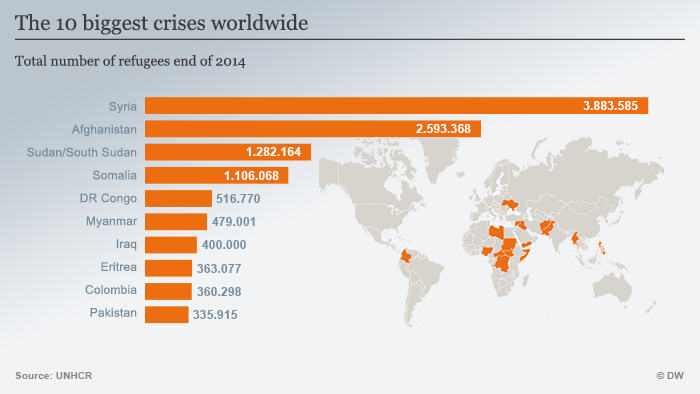 The 10 biggest crises worldwide
Total number of refugees end of 2014
Syria 3.883.585
Afghanistan 2.593.368
Sudan/South Sudan 1.282.164
Somalia 1.106.068
DR Congo 516.770
Myanmar 479.001
Iraq 400.000
Eritrea 363.077
Colombia 360.298
Pakistan 335.915
Source: UNHCR © DW